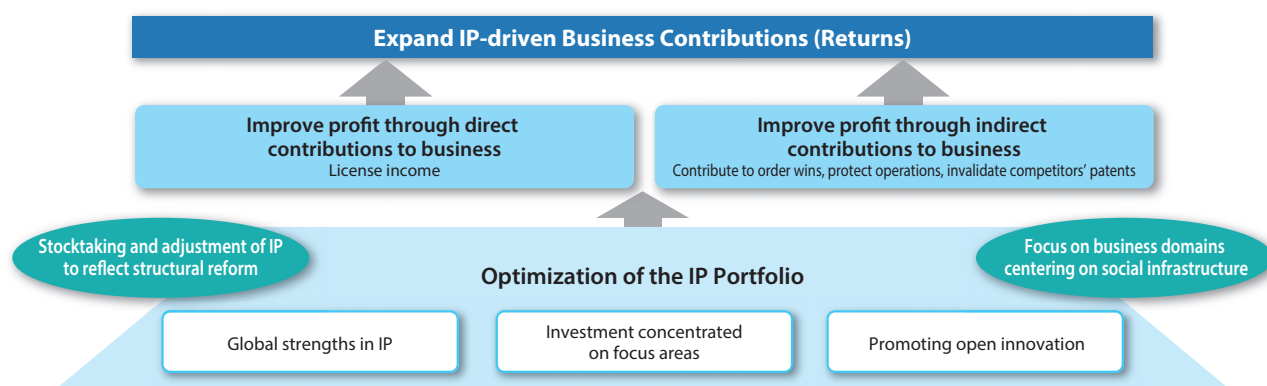 Expand IP-driven Business Contributions (Returns)
Improve profit through direct
contributions to business
License income
Improve profit through indirect
contributions to business
Contribute to order wins, protect operations, invalidate competitors’ patents
Stocktaking and adjustment of IP
to reflect structural reform
Focus on business domains
centering on social infrastructure
Optimization of the IP Portfolio
Global strengths in IP
Investment concentrated
on focus areas
Promoting open innovation